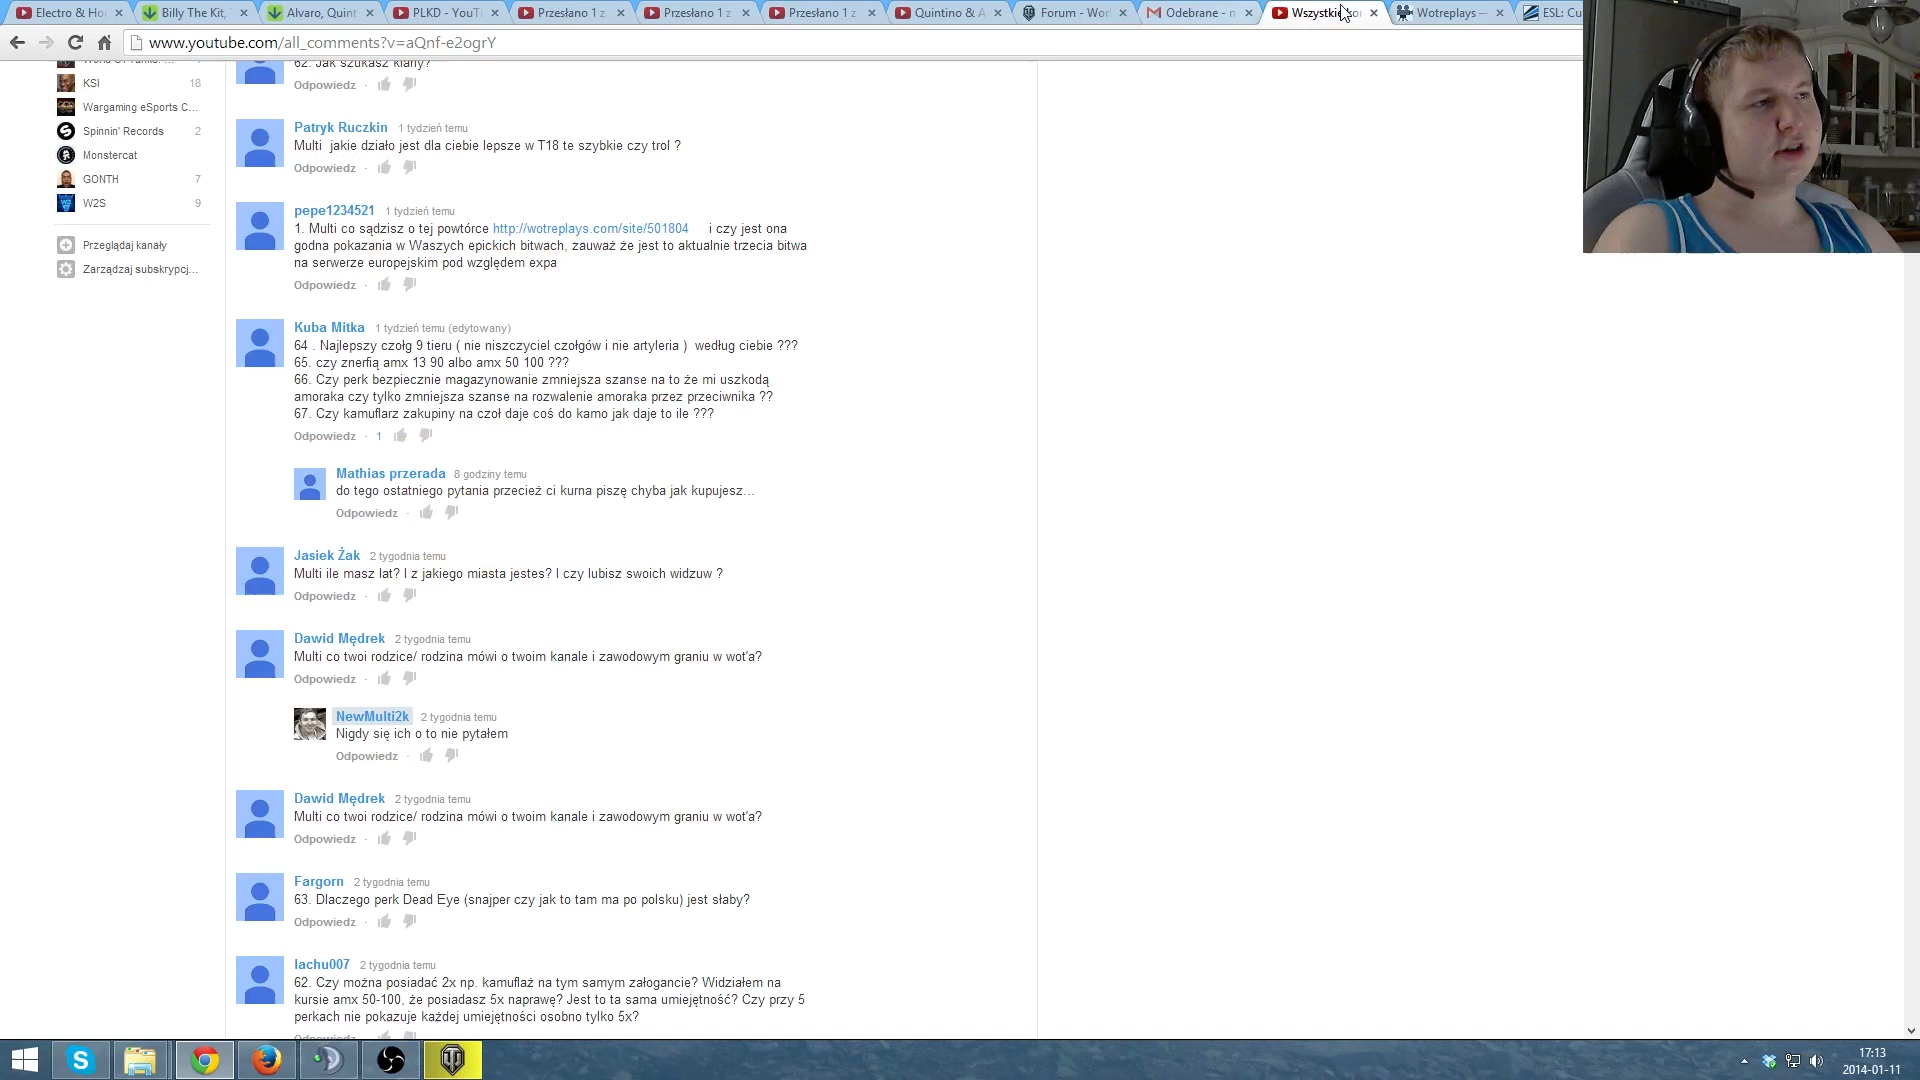 Electro & Ho
Billy The Kit,
Alvaro, Quint
PLKD - YouT
Przesłano 1 z
Przesłano 1 z
Przesłano 1 z
Quintino & A
Forum - Wor
Odebrane - n
Wszystkie ko
Wotreplays -
ESL: Cu
www.youtube.com/all_comments?v=aQnf-e2ogrY
KSI 18
Wargaming eSports C...
Spinnin' Records 2
Monstercat
GONTH 7
W2S 9
Przeglądaj kanały
Zarządzaj subskrypcj...
62. Jak szukasz klany?
Odpowiedz ·
Patryk Ruczkin 1 tydzień temu
Multi jakie działo jest dla ciebie lepsze w T18 te szybkie czy trol ?
Odpowiedz ·
pepe1234521 1 tydzień temu
1. Multi co sądzisz o tej powtórce http://wotreplays.com/site/501804 i czy jest ona
godna pokazania w Waszych epickich bitwach, zauważ że jest to aktualnie trzecia bitwa
na serwerze europejskim pod względem expa
Odpowiedz ·
Kuba Mitka 1 tydzień temu (edytowany)
64 . Najlepszy czołg 9 tieru ( nie niszczyciel czołgów i nie artyleria ) według ciebie ???
65. czy znerfią amx 13 90 albo amx 50 100 ???
66. Czy perk bezpiecznie magazynowanie zmniejsza szanse na to że mi uszkodą
amoraka czy tylko zmniejsza szanse na rozwalenie amoraka przez przeciwnika ??
67. Czy kamuflarz zakupiny na czoł daje coś do kamo jak daje to ile ???
Odpowiedz · 1
Mathias przerada 8 godziny temu
do tego ostatniego pytania przecież ci kurna piszę chyba jak kupujesz...
Odpowiedz ·
Jasiek Żak 2 tygodnia temu
Multi ile masz lat? I z jakiego miasta jestes? I czy lubisz swoich widzuw ?
Odpowiedz ·
Dawid Mędrek 2 tygodnia temu
Multi co twoi rodzice/ rodzina mówi o twoim kanale i zawodowym graniu w wot'a?
Odpowiedz ·
NewMulti2k 2 tygodnia temu
Nigdy się ich o to nie pytałem
Odpowiedz ·
Dawid Mędrek 2 tygodnia temu
Multi co twoi rodzice/ rodzina mówi o twoim kanale i zawodowym graniu w wot'a?
Odpowiedz ·
Fargorn 2 tygodnia temu
63. Dlaczego perk Dead Eye (snajper czy jak to tam ma po polsku) jest słaby?
Odpowiedz ·
lachu007 2 tygodnia temu
62. Czy można posiadać 2x np. kamuflaż na tym samym załogancie? Widziałem na
kursie amx 50-100, że posiadasz 5x naprawę? Jest to ta sama umiejętność? Czy przy 5
perkach nie pokazuje każdej umiejętności osobno tylko 5x?
17:13
2014-01-11